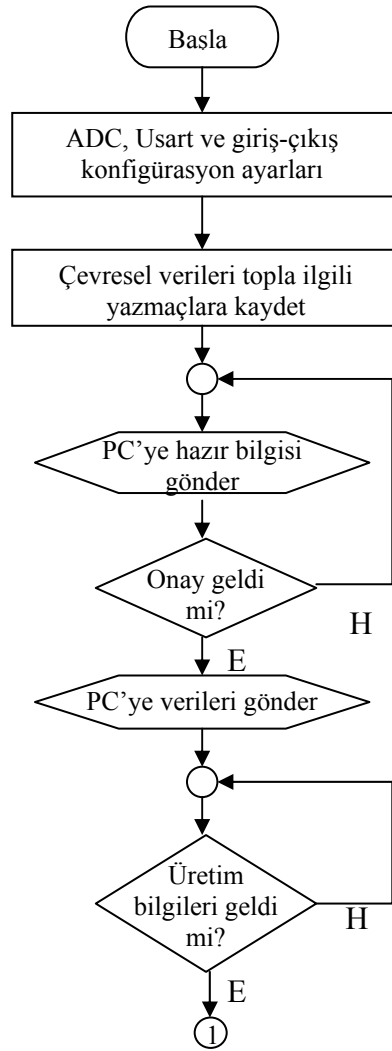 Başla
ADC, Usart ve giriş-çıkış
konfigürasyon ayarları
Çevresel verileri topla ilgili
yazmaçlara kaydet
PC’ye hazır bilgisi
gönder
Onay geldi
mi?
H
E
PC’ye verileri gönder
Üretim
bilgileri geldi
mi?
H
E
1